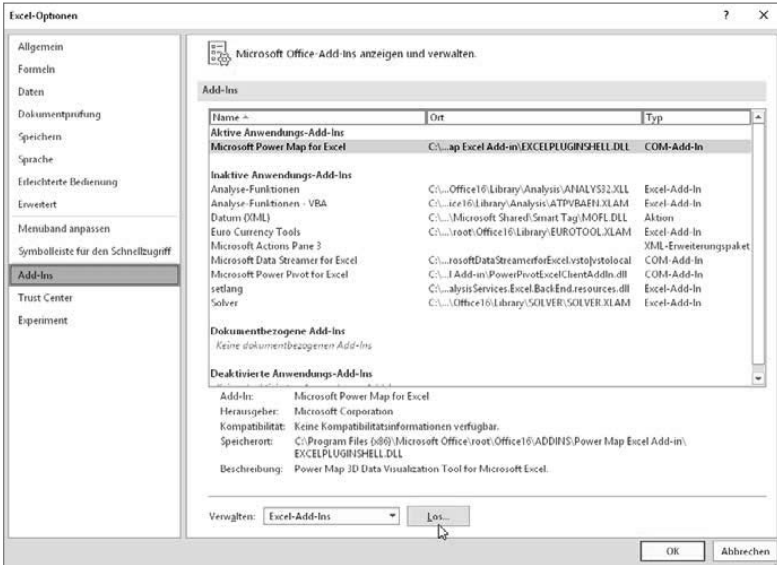 Excel-Optionen ? ×
Allgemein
Formeln
Daten
Dokumentprüfung
Speichern
Sprache
Erleichterte Bedienung
Erweitert
Menüband anpassen
Symbolleiste für den Schnellzugriff
Add-Ins
Trust Center
Experiment
Microsoft Office-Add-Ins anzeigen und verwalten.
Add-Ins
Name Ort Typ
Aktive Anwendungs-Add-Ins
Microsoft Power Map for Excel C:\...ap Excel Add-in\EXCELPLUGINSHELL.DLL COM-Add-In
Inaktive Anwendungs-Add-Ins
Analyse-Funktionen C:\...Office16\Library\Analysis\ANALYS32.XLL Excel-Add-In
Analyse-Funktionen - VBA C:\...ice16\Library\Analysis\ATPVBAEN.XLAM Excel-Add-In
Datum (XML) C:\...\Microsoft Shared\Smart Tag\MOFL.DLL Aktion
Euro Currency Tools C:\...\root\Office16\Library\EUROTOOL.XLAM Excel-Add-In
Microsoft Actions Pane 3 XML-Erweiterungspaket
Microsoft Data Streamer for Excel C:\...rosoftDataStreamerforExcel.vsto|vstolocal COM-Add-In
Microsoft Power Pivot for Excel C:\...l Add-in\PowerPivotExcelClientAddIn.dll COM-Add-In
setlang C:\...alysisServices.Excel.BackEnd.resources.dll Excel-Add-In
Solver C:\...\Office16\Library\SOLVER\SOLVER.XLAM Excel-Add-In
Dokumentbezogene Add-Ins
Keine dokumentbezogenen Add-Ins
Deaktivierte Anwendungs-Add-Ins
Add-In: Microsoft Power Map for Excel
Herausgeber: Microsoft Corporation
Kompatibilität: Keine Kompatibilitätsinformationen verfügbar.
Speicherort: C:\Program Files (x86)\Microsoft Office\root\Office16\ADDINS\Power Map Excel Add-in\
EXCELPLUGINSHELL.DLL
Beschreibung: Power Map 3D Data Visualization Tool for Microsoft Excel.
Verwalten: Excel-Add-Ins Los...
OK Abbrechen